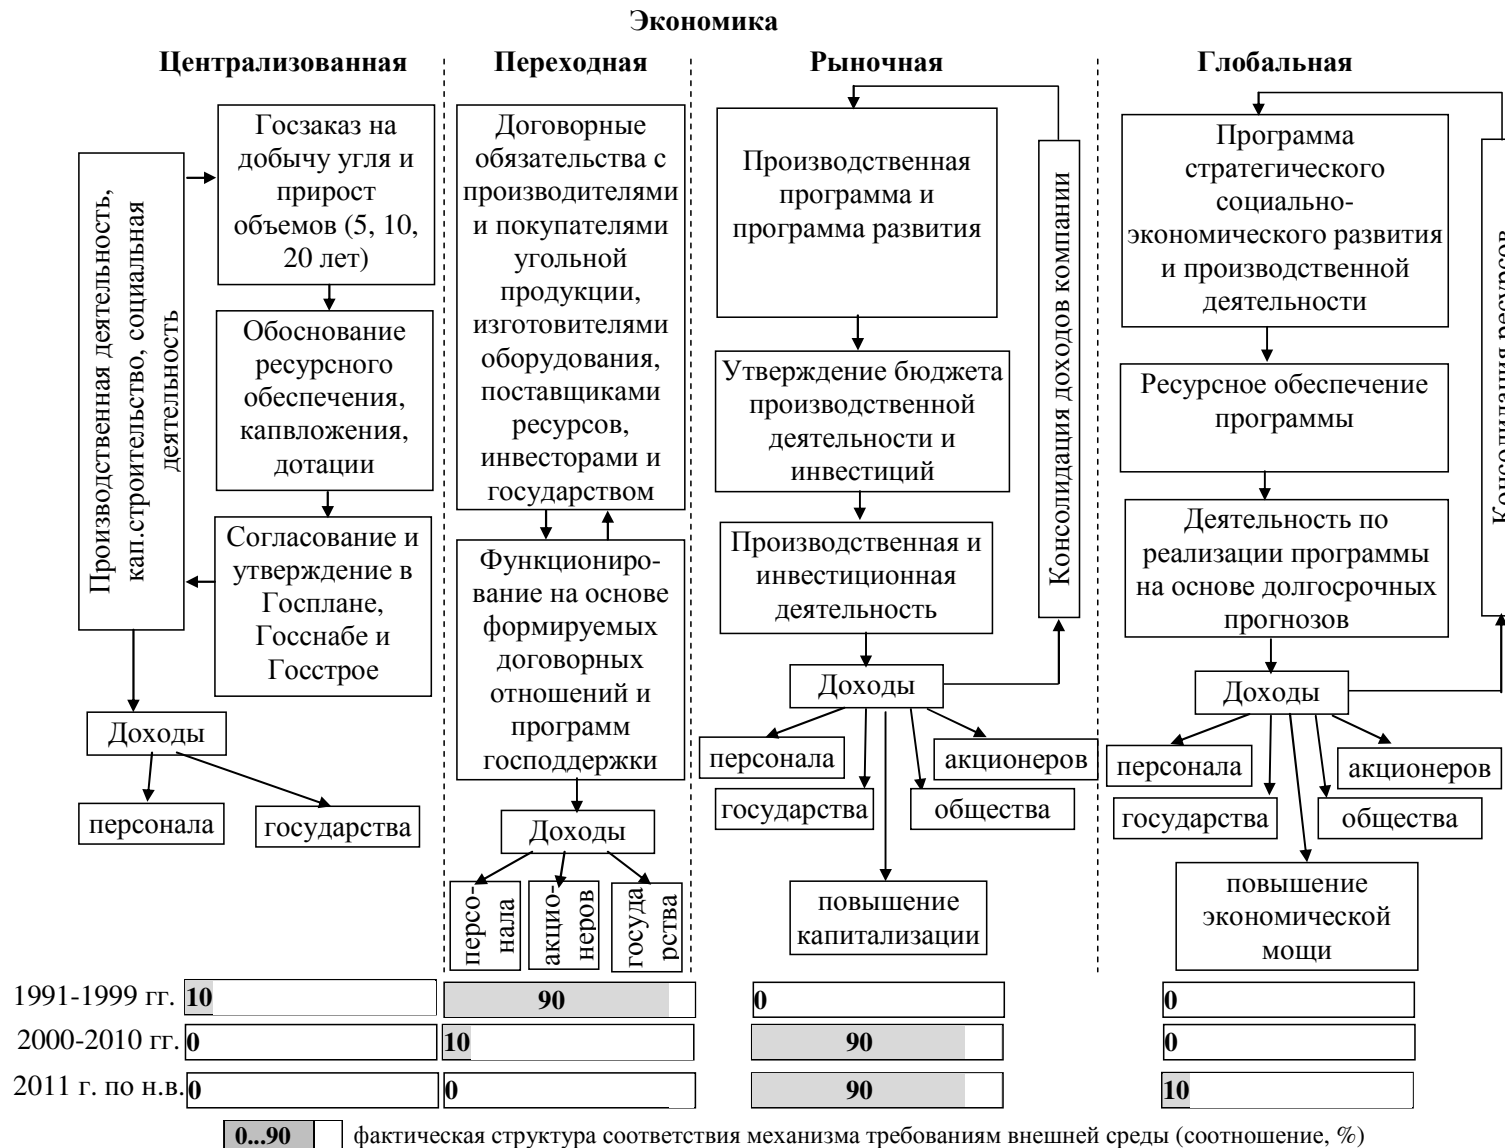 Экономика
Централизованная
Переходная
Рыночная
Глобальная
Производственная деятельность,
кап.строительство, социальная
деятельность
Госзаказ на
добычу угля и
прирост
объемов (5, 10,
20 лет)
Обоснование
ресурсного
обеспечения,
капвложения,
дотации
Согласование и
утверждение в
Госплане,
Госснабе и
Госстрое
Доходы
персонала
государства
Договорные
обязательства с
производителями
и покупателями
угольной
продукции,
изготовителями
оборудования,
поставщиками
ресурсов,
инвесторами и
государством
Функциониро-
вание на основе
формируемых
договорных
отношений и
программ
господдержки
Доходы
персо-
нала
акцио-
неров
госуда
рства
Производственная
программа и
программа развития
Утверждение бюджета
производственной
деятельности и
инвестиций
Производственная и
инвестиционная
деятельность
Консолидация доходов компании
Доходы
персонала
акционеров
государства
общества
повышение
капитализации
Программа
стратегического
социально-
экономического развития
и производственной
деятельности
Ресурсное обеспечение
программы
Деятельность по
реализации программы
на основе долгосрочных
прогнозов
Консолидация ресурсов
Доходы
персонала
акционеров
государства
общества
повышение
экономической
мощи
1991-1999 гг. 10 90 0 0
2000-2010 гг. 0 10 90 0
2011 г. по н.в. 0 0 90 10
0...90 фактическая структура соответствия механизма требованиям внешней среды (соотношение, %)